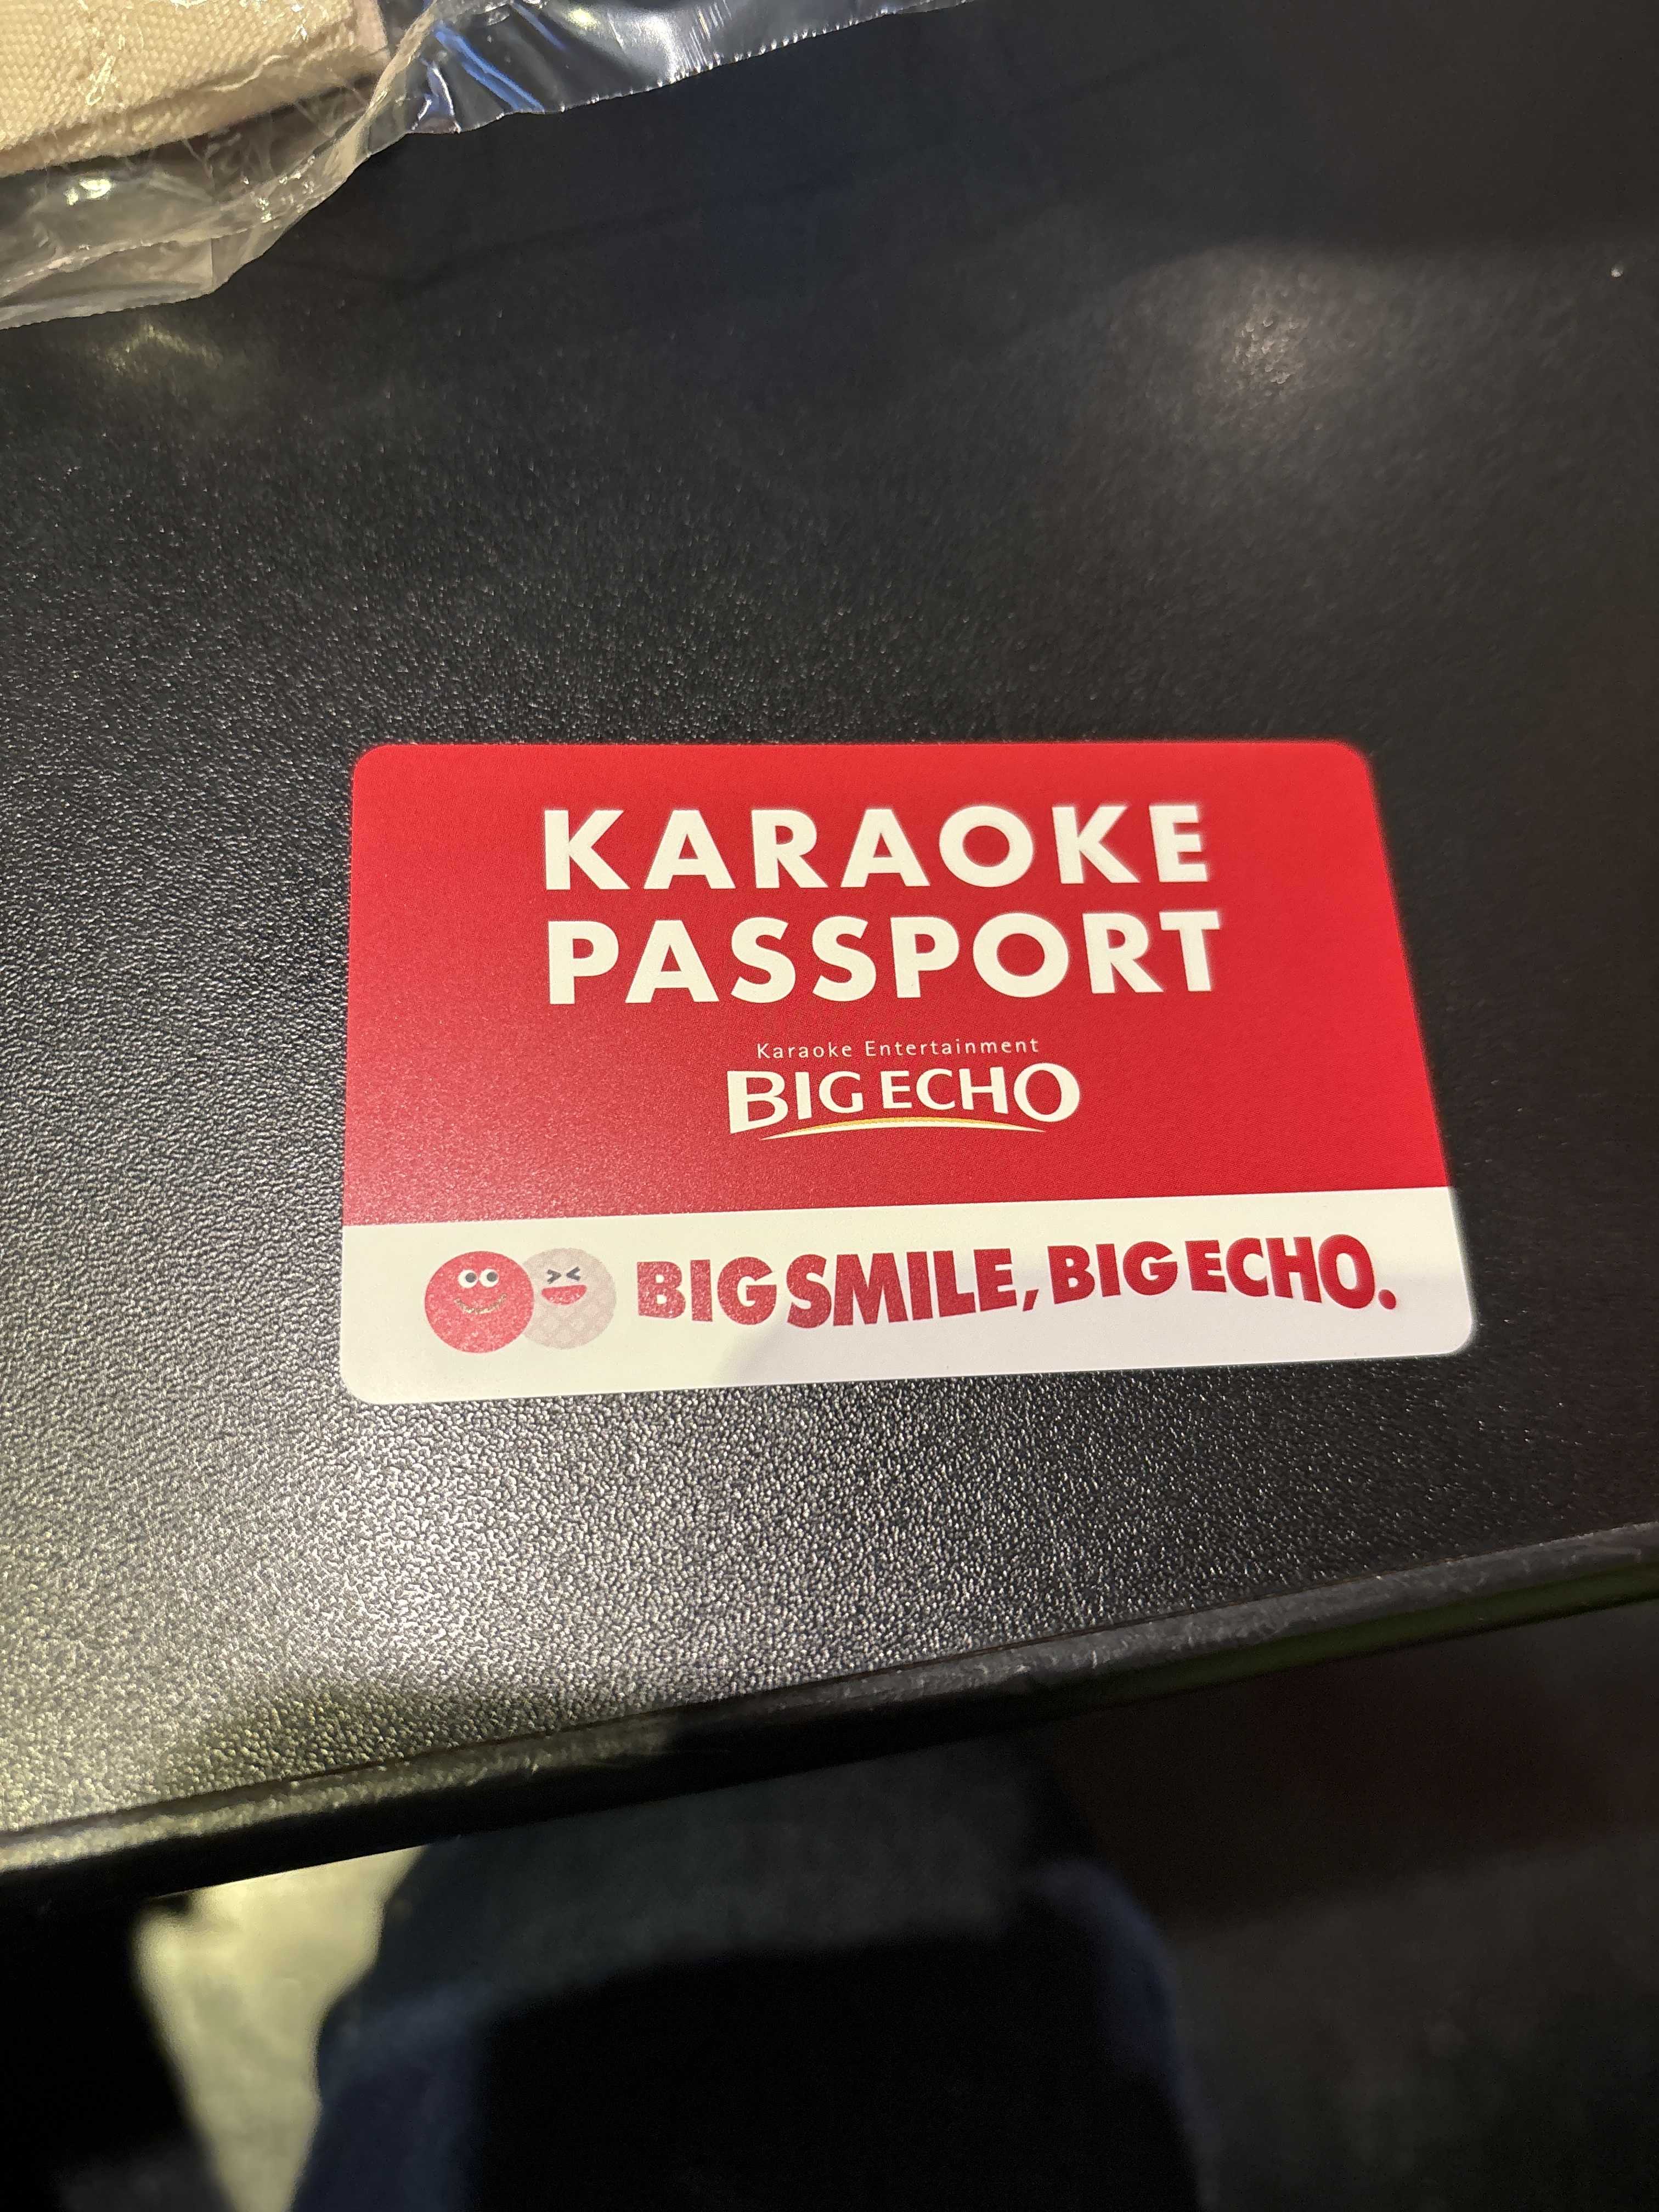 KARAOKE
PASSPORT
Karaoke Entertainment
BIG ECHO
BIG SMILE, BIG ECHO.